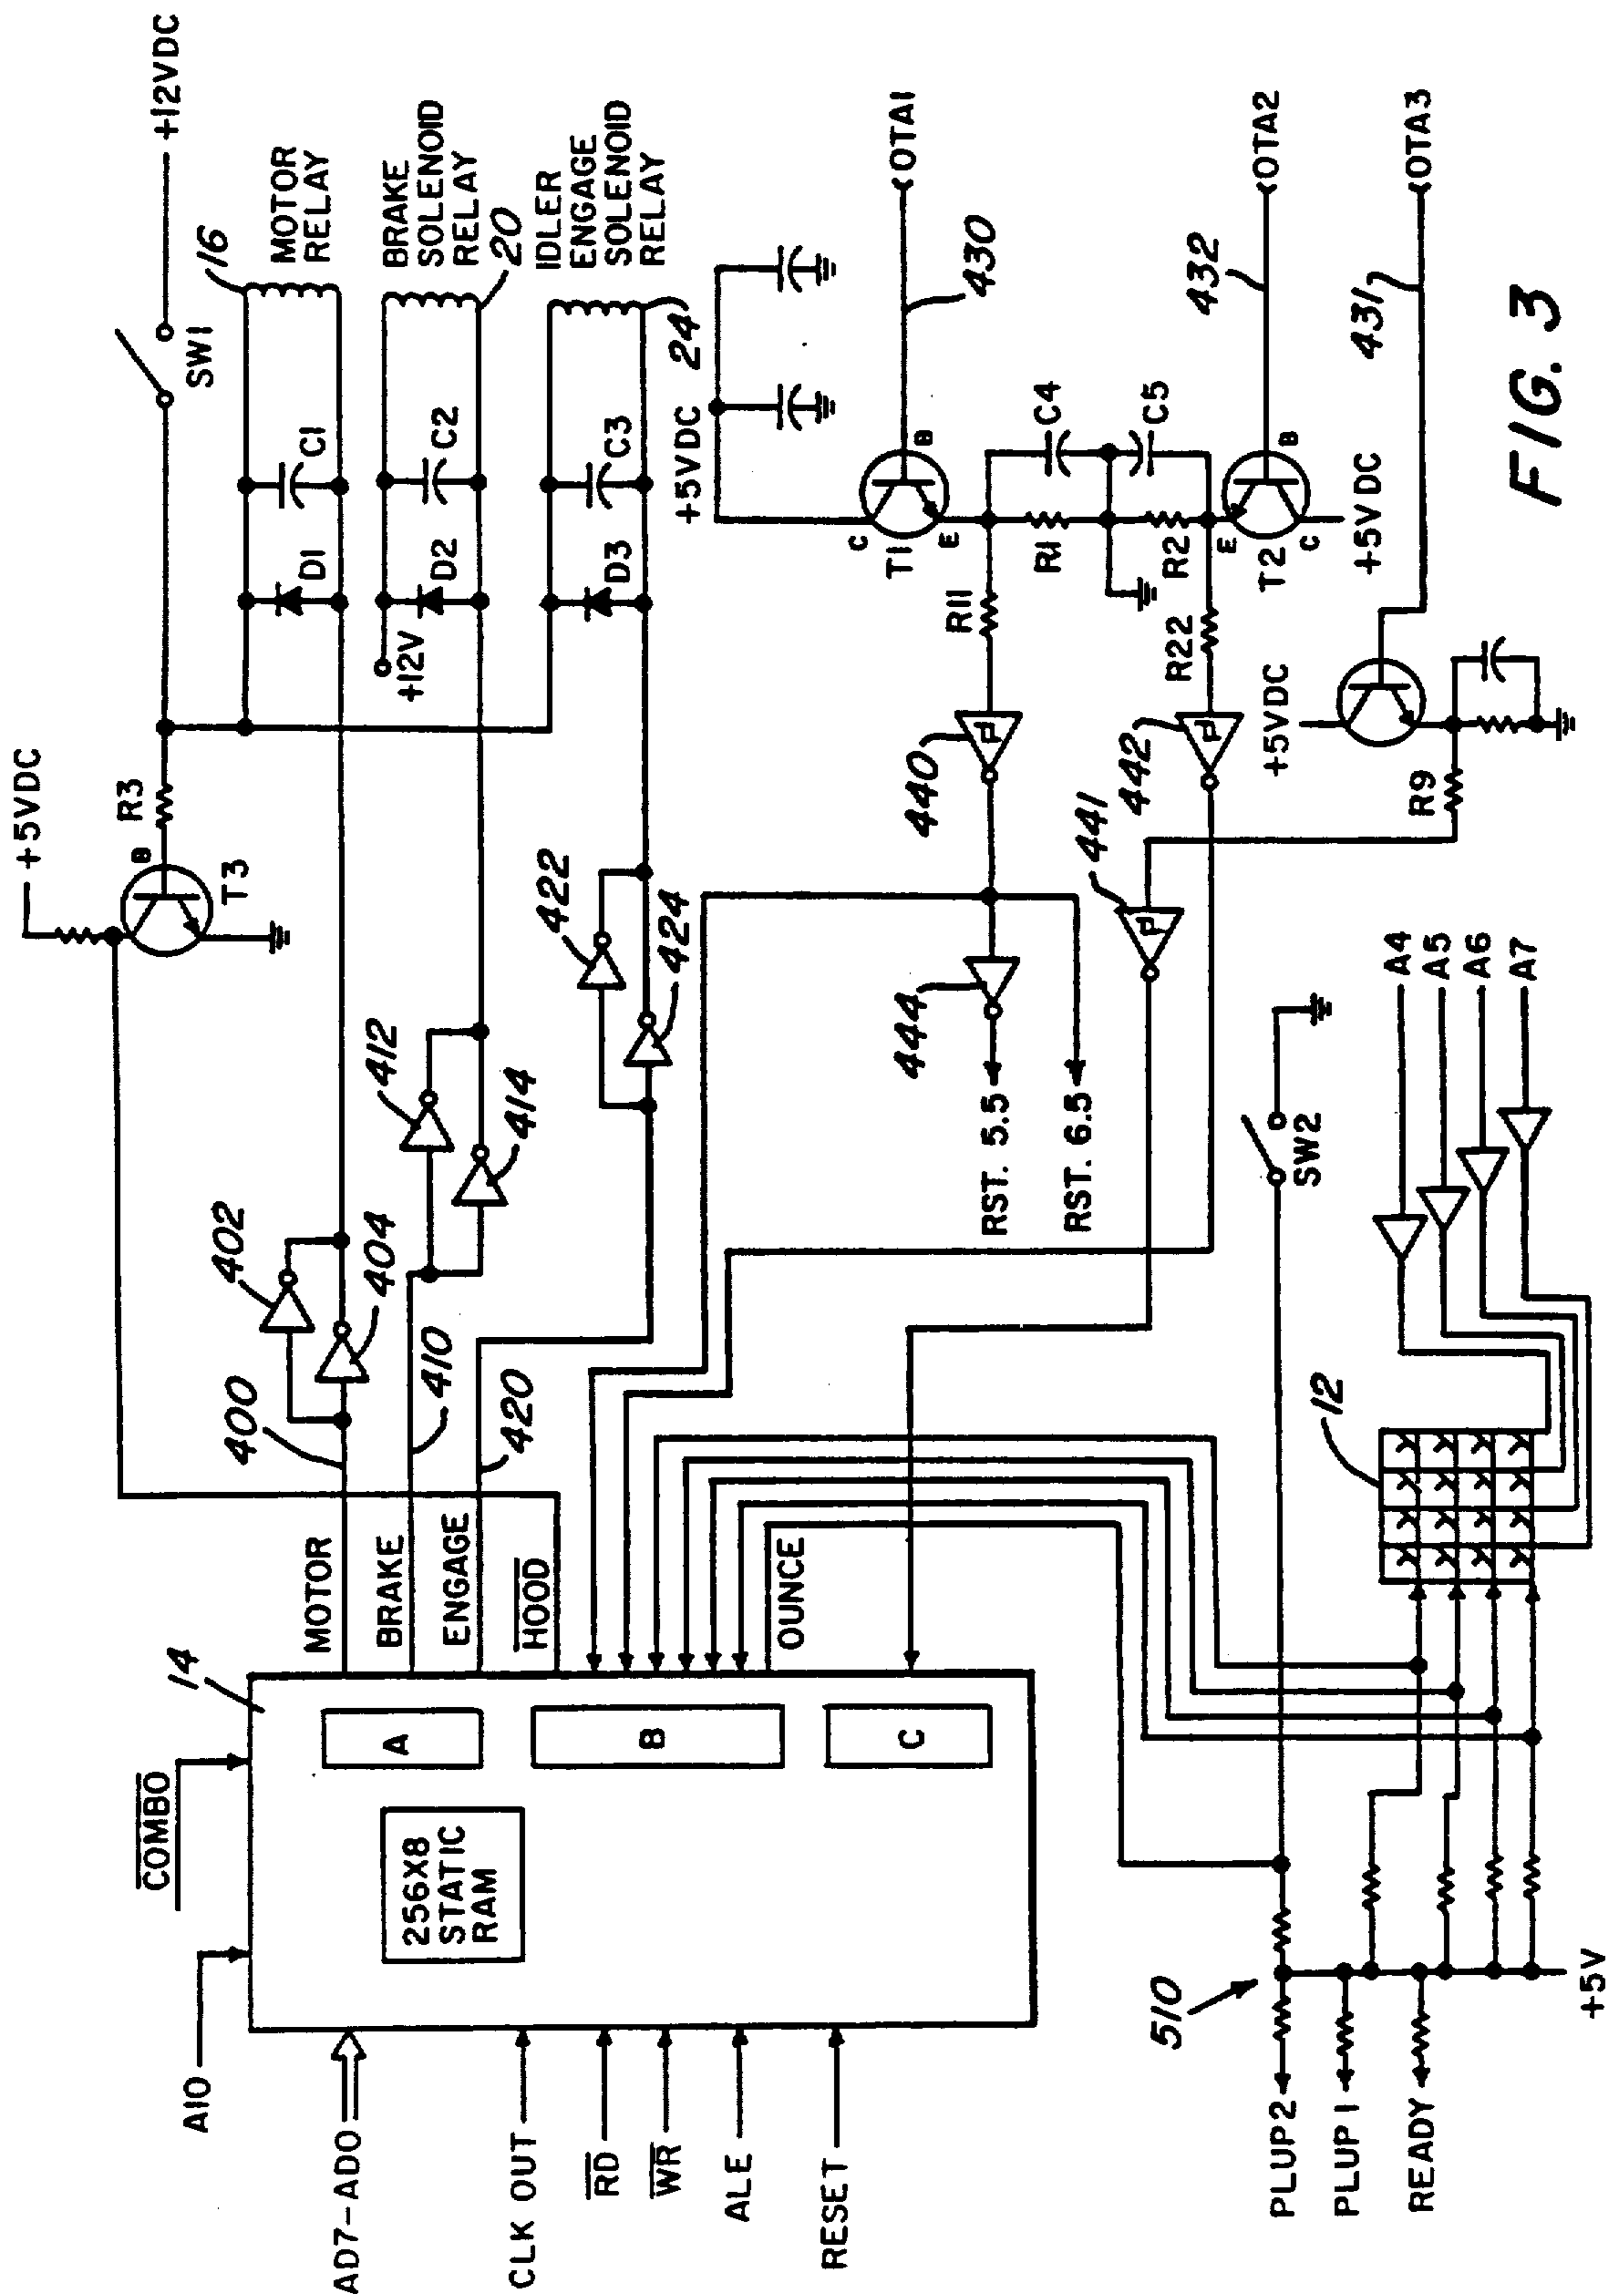 +5VDC
B
R3
T3
SW1
+12VDC
16
MOTOR
RELAY
D1
C1
402
404
400
MOTOR
BRAKE
SOLENOID
RELAY
20
+12V
D2
C2
412
414
410
BRAKE
IDLER
ENGAGE
SOLENOID
RELAY
24
D3
C3
422
424
420
ENGAGE
HOOD
OUNCE
14
COMBO
A10
A
B
C
256X8
STATIC
RAM
AD7-AD0
CLK OUT
RD
WR
ALE
RESET
+5VDC
C
B
T1
E
OTA1
430
R11
R1
C4
C5
R2
R22
E
T2
C
B
+5VDC
OTA2
432
440
442
441
444
RST. 5.5
RST. 6.5
+5VDC
R9
OTA3
431
SW2
A4
A5
A6
A7
12
510
PLUP2
PLUP1
READY
+5V
FIG. 3